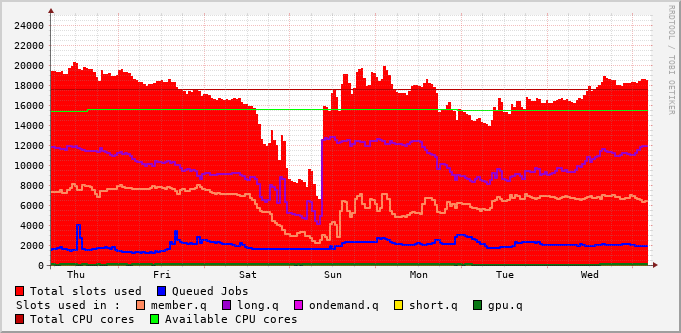 24000
22000
20000
18000
16000
14000
12000
10000
8000
6000
4000
2000
0
Thu Fri Sat Sun Mon Tue Wed
RRDTOOL / TOBI OETIKER
Total slots used Queued Jobs
Slots used in : member.q long.q ondemand.q short.q gpu.q
Total CPU cores Available CPU cores